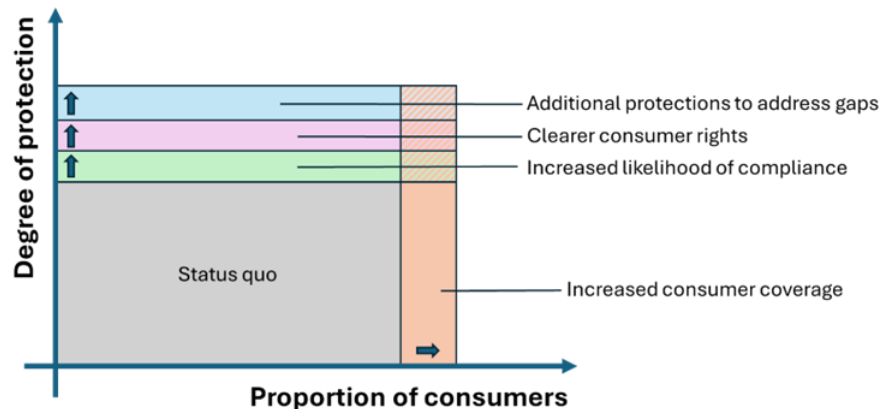 Degree of protection
Additional protections to address gaps
Clearer consumer rights
Increased likelihood of compliance
Status quo
Increased consumer coverage
Proportion of consumers